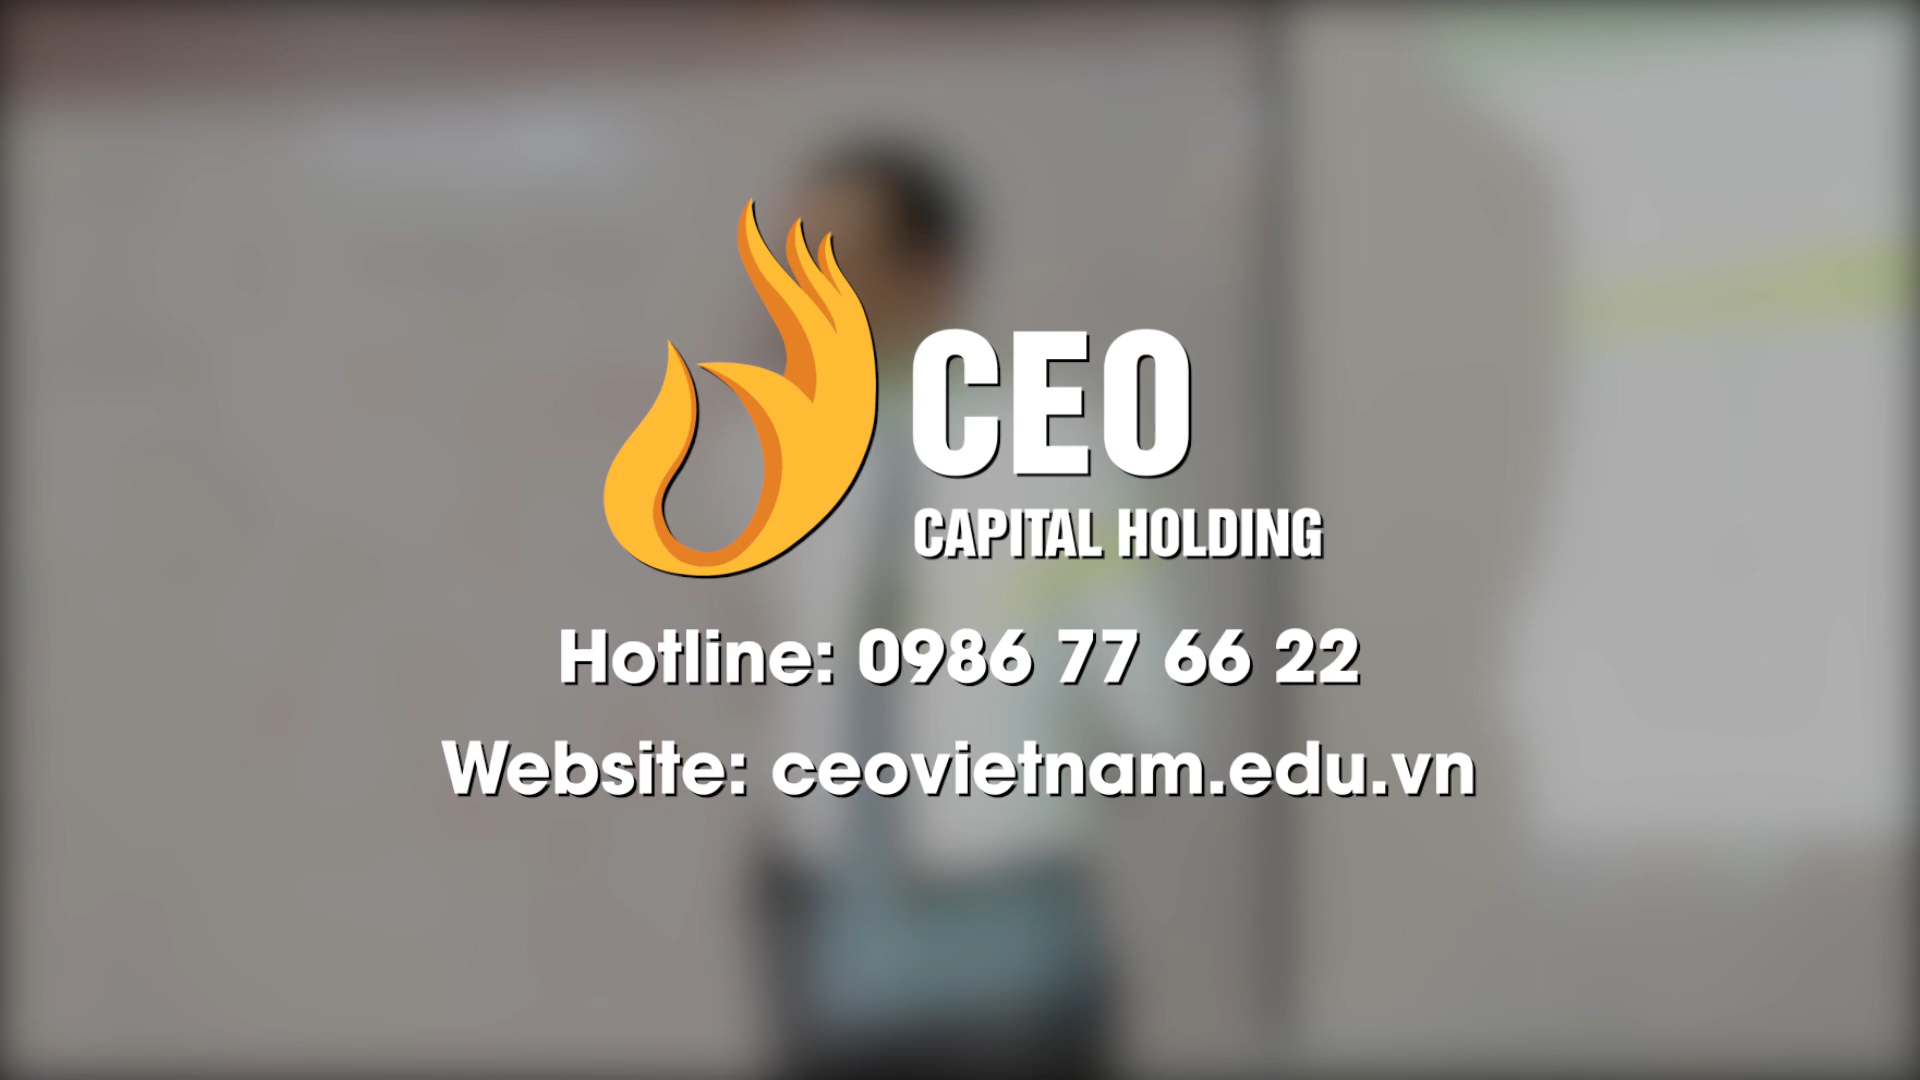 CEO
CAPITAL HOLDING
Hotline: 0986 77 66 22
Website: ceovietnam.edu.vn